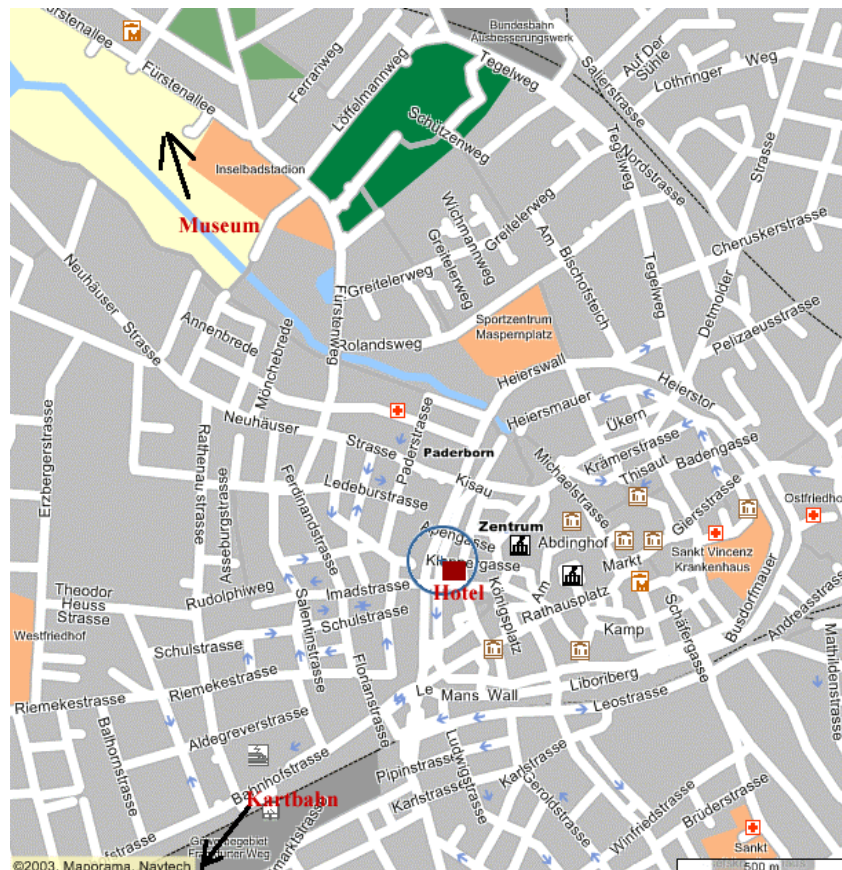 Bundesbahn
Ausbesserungswerk
Fürstenallee
Fürstenallee
Ferrariweg
Löffelmannweg
Tegelweg
Schützenweg
Salierstrasse
Auf Der
Sühle
Lothringer Weg
Tegelweg
Nordstrasse
Strasse
Inselbadstadion
Museum
Wichmannweg
Greitelerweg
Greitelerweg
Am Bischofsteich
Tegelweg
Cheruskerstrasse
Neuhäuser Strasse
Greitelerweg
Fürstenweg
Detmolder
Pelizaeusstrasse
Annenbrede
Mönchebrede
Rolandsweg
Sportzentrum
Maspernplatz
Heierswall
Heierstor
Heiersmauer
Neuhäuser
Strasse
Paderstrasse
Paderborn
Ükern
Krämerstrasse
Thisaut
Badengasse
Erzbergerstrasse
Rathenau strasse
Asseburgstrasse
Ferdinandstrasse
Ledeburstrasse
Kisau
Michaelstrasse
Giersstrasse
Ostfriedhof
Zentrum
Abdinghof
Markt
Sankt Vincenz
Krankenhaus
Hotel
Königsplatz
Am
Rathausplatz
Theodor
Heuss
Strasse
Rudolphiweg
Imadstrasse
Schulstrasse
Salentinstrasse
Westfriedhof
Schulstrasse
Kamp
Schäfergasse
Busdorfmauer
Andreasstrasse
Mathildenstrasse
Riemekestrasse
Riemekestrasse
Florianstrasse
Le Mans Wall
Liboriberg
Leostrasse
Balhornstrasse
Aldegreverstrasse
Bahnhofstrasse
Pipinstrasse
Ludwigstrasse
Karlstrasse
Karlstrasse
Geroldstrasse
Winfriedstrasse
Brüderstrasse
Kartbahn
Frankfurter Weg
Sankt
©2003, Maporama, Navtech
500 m